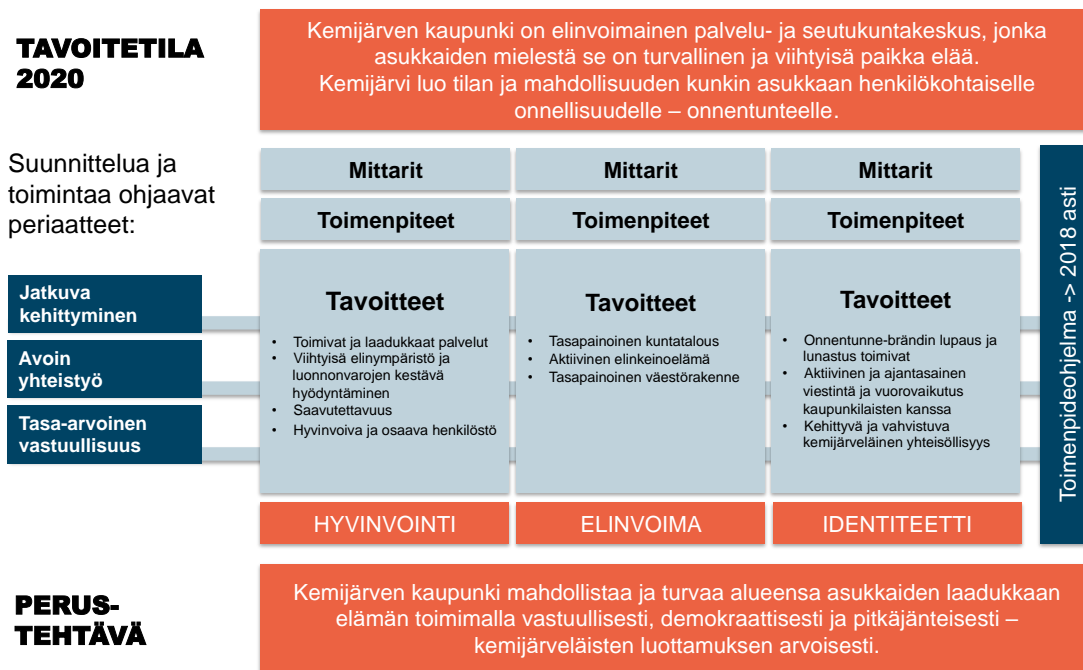 TAVOITETILA
2020
Kemijärven kaupunki on elinvoimainen palvelu- ja seutukuntakeskus, jonka
asukkaiden mielestä se on turvallinen ja viihtyisä paikka elää.
Kemijärvi luo tilan ja mahdollisuuden kunkin asukkaan henkilökohtaiselle
onnellisuudelle – onnentunteelle.
Suunnittelua ja
toimintaa ohjaavat
periaatteet:
Jatkuva
kehittyminen
Avoin
yhteistyö
Tasa-arvoinen
vastuullisuus
Mittarit
Toimenpiteet
Tavoitteet
• Toimivat ja laadukkaat palvelut
• Viihtyisä elinympäristö ja
luonnonvarojen kestävä
hyödyntäminen
• Saavutettavuus
• Hyvinvoiva ja osaava henkilöstö
HYVINVOINTI
Mittarit
Toimenpiteet
Tavoitteet
• Tasapainoinen kuntatalous
• Aktiivinen elinkeinoelämä
• Tasapainoinen väestörakenne
ELINVOIMA
Mittarit
Toimenpiteet
Tavoitteet
• Onnentunne-brändin lupaus ja
lunastus toimivat
• Aktiivinen ja ajantasainen
viestintä ja vuorovaikutus
kaupunkilaisten kanssa
• Kehittyvä ja vahvistuva
kemijärveläinen yhteisöllisyys
IDENTITEETTI
Toimenpideohjelma -> 2018 asti
PERUS-
TEHTÄVÄ
Kemijärven kaupunki mahdollistaa ja turvaa alueensa asukkaiden laadukkaan
elämän toimimalla vastuullisesti, demokraattisesti ja pitkäjänteisesti –
kemijärveläisten luottamuksen arvoisesti.